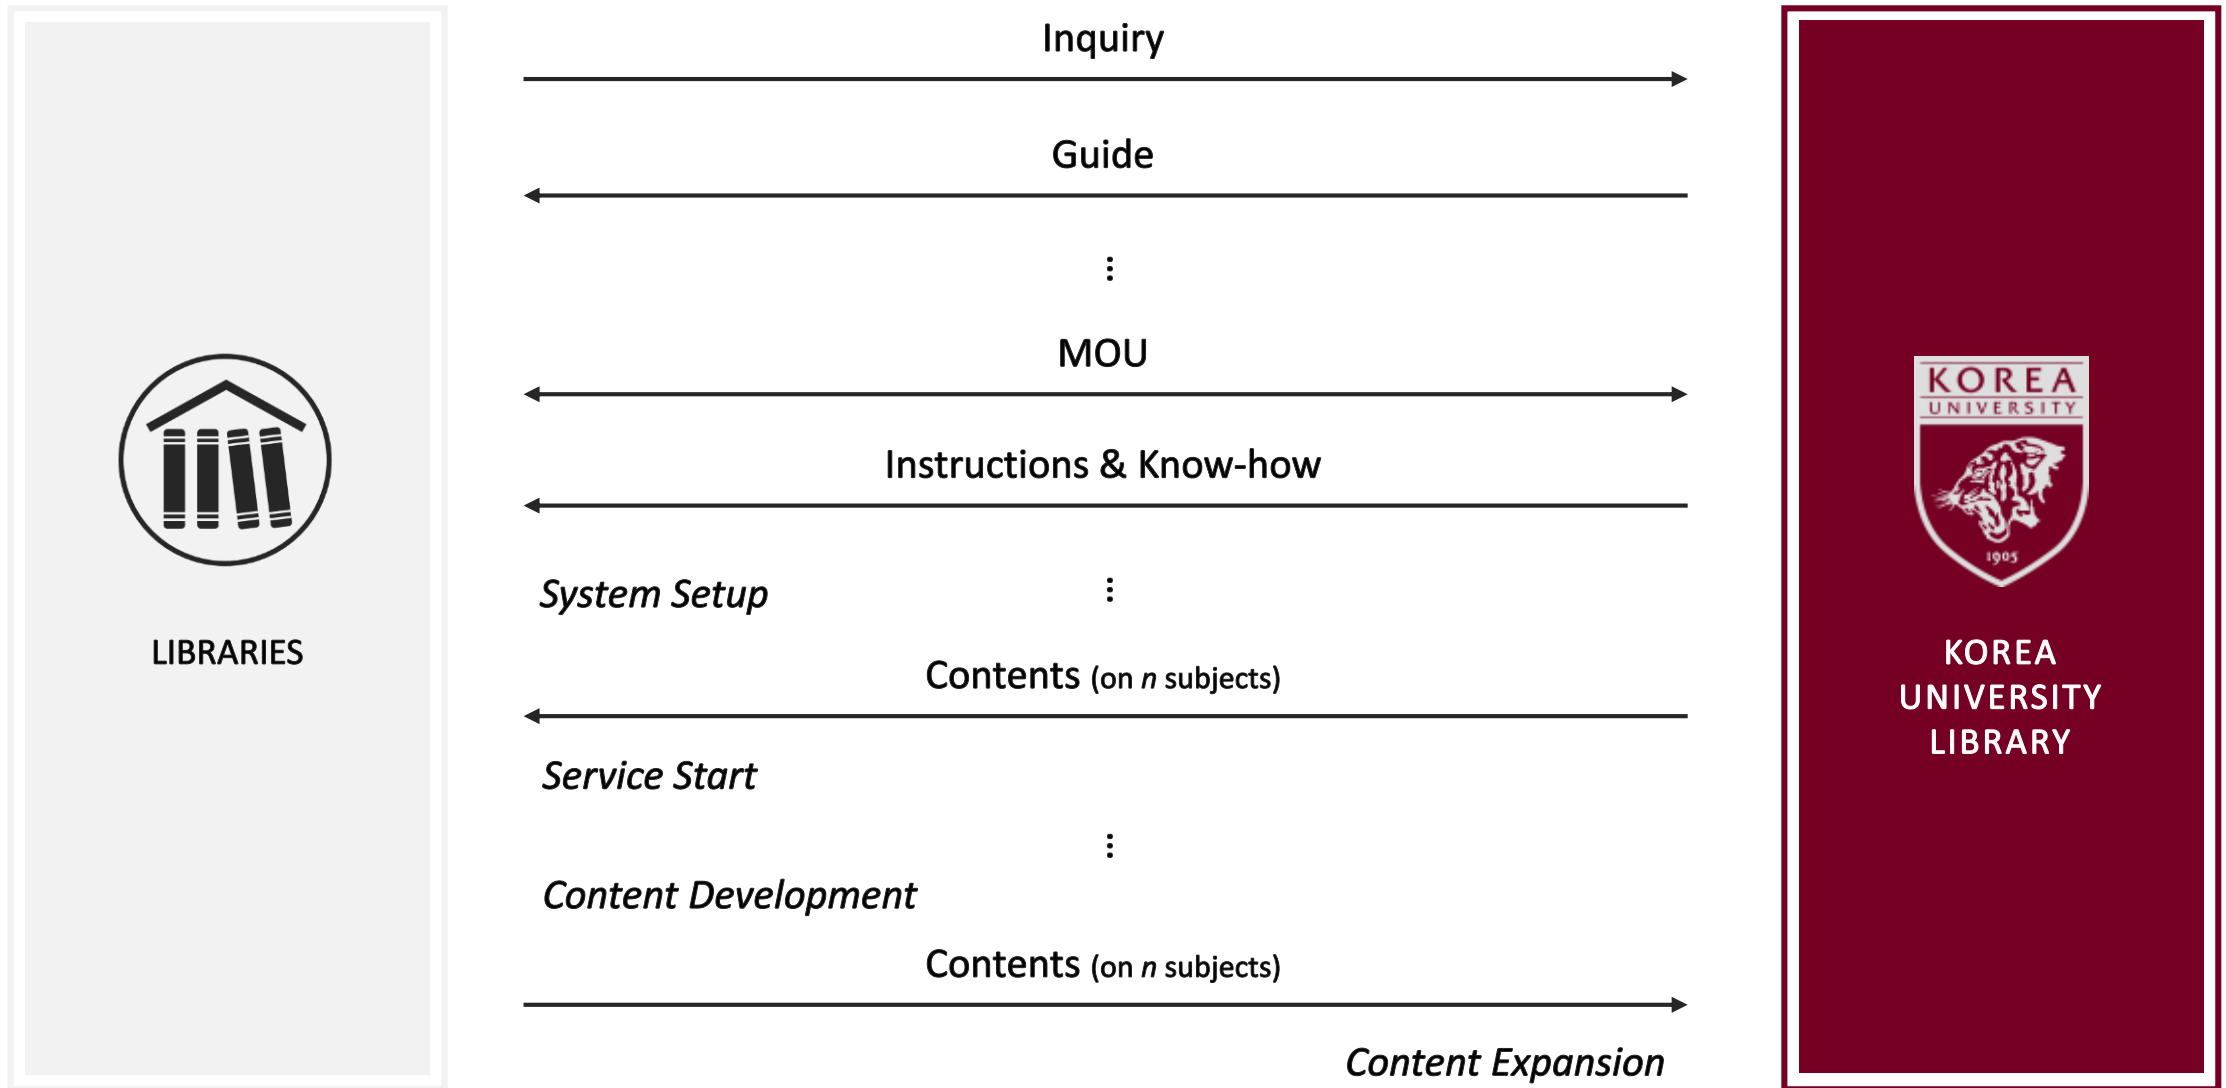 Inquiry
Guide
MOU
Instructions & Know-how
System Setup
Contents (on n subjects)
Service Start
Content Development
Contents (on n subjects)
Content Expansion
LIBRARIES
KOREA
UNIVERSITY
1905
KOREA
UNIVERSITY
LIBRARY